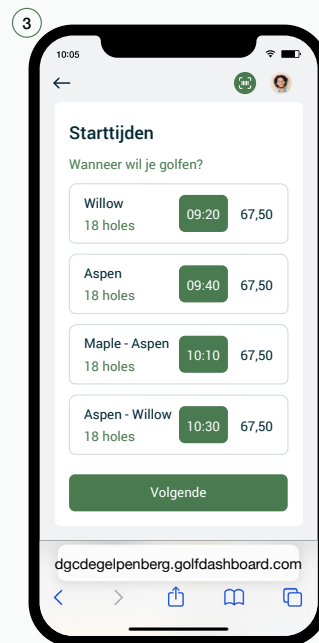 3
10:05
Starttijden
Wanneer wil je golfen?
Willow
18 holes
09:20
67,50
Aspen
18 holes
09:40
67,50
Maple - Aspen
18 holes
10:10
67,50
Aspen - Willow
18 holes
10:30
67,50
Volgende
dgcdegelpenberg.golfdashboard.com